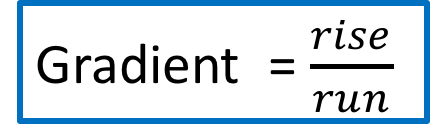 Gradient = rise/run